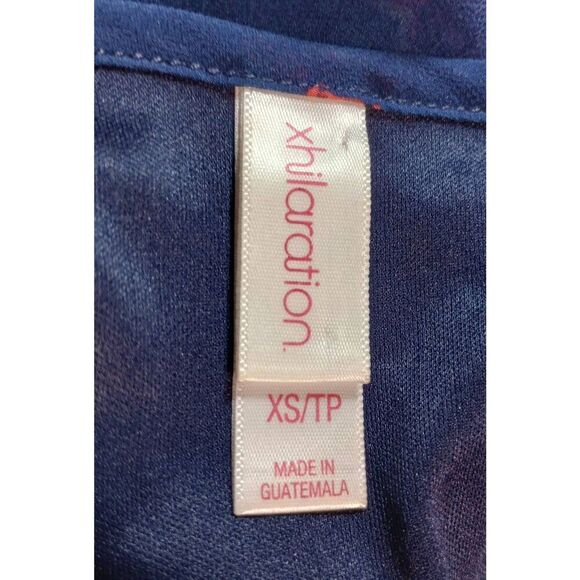 xhilaration.
XS/TP
MADE IN
GUATEMALA